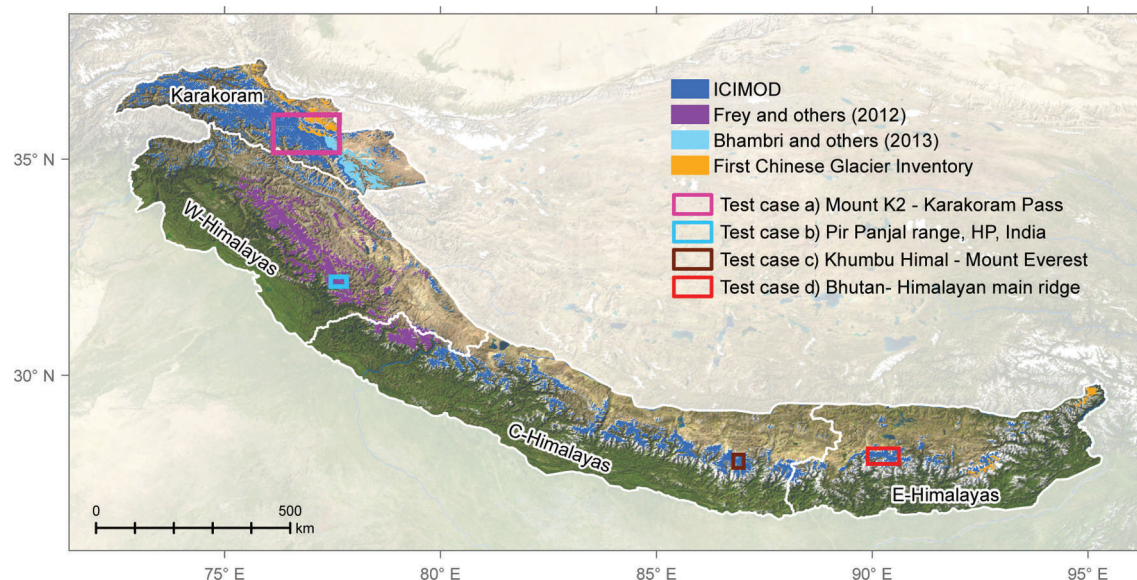 ICIMOD
Frey and others (2012)
Bhambri and others (2013)
First Chinese Glacier Inventory
Test case a) Mount K2 - Karakoram Pass
Test case b) Pir Panjal range, HP, India
Test case c) Khumbu Himal - Mount Everest
Test case d) Bhutan- Himalayan main ridge
Karakoram
W-Himalayas
C-Himalayas
E-Himalayas
35° N
30° N
0 500
km
75° E 80° E 85° E 90° E 95° E